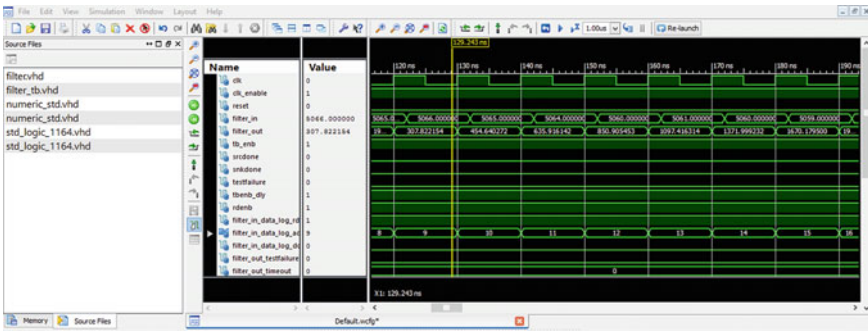 File Edit View Simulation Window Layout Help
1.00us Re-launch
Source Files
filter.vhd
filter_tb.vhd
numeric_std.vhd
numeric_std.vhd
std_logic_1164.vhd
std_logic_1164.vhd
Memory Source Files
Name Value
clk 0
clk_enable 1
reset 0
filter_in 5066.000000
filter_out 307.822154
tb_enb 1
srcdone 0
snkdone 0
testfailure 0
tbenb_dly 1
rdenb 1
filter_in_data_log_rd 1
filter_in_data_log_ad 9
filter_in_data_log_do 0
filter_out_testfailure 0
filter_out_timeout 0
129.243 ns
120 ns 130 ns 140 ns 150 ns 160 ns 170 ns 180 ns 190 ns
5065.0 5066.000000 5065.000000 5064.000000 5060.000000 5061.000000 5060.000000 5059.000000
19... 307.822154 454.640272 635.916142 850.905453 1097.416314 1371.999232 1670.179500 19...
8 9 10 11 12 13 14 15 16
0
X1: 129.243 ns
Default.wcfg*